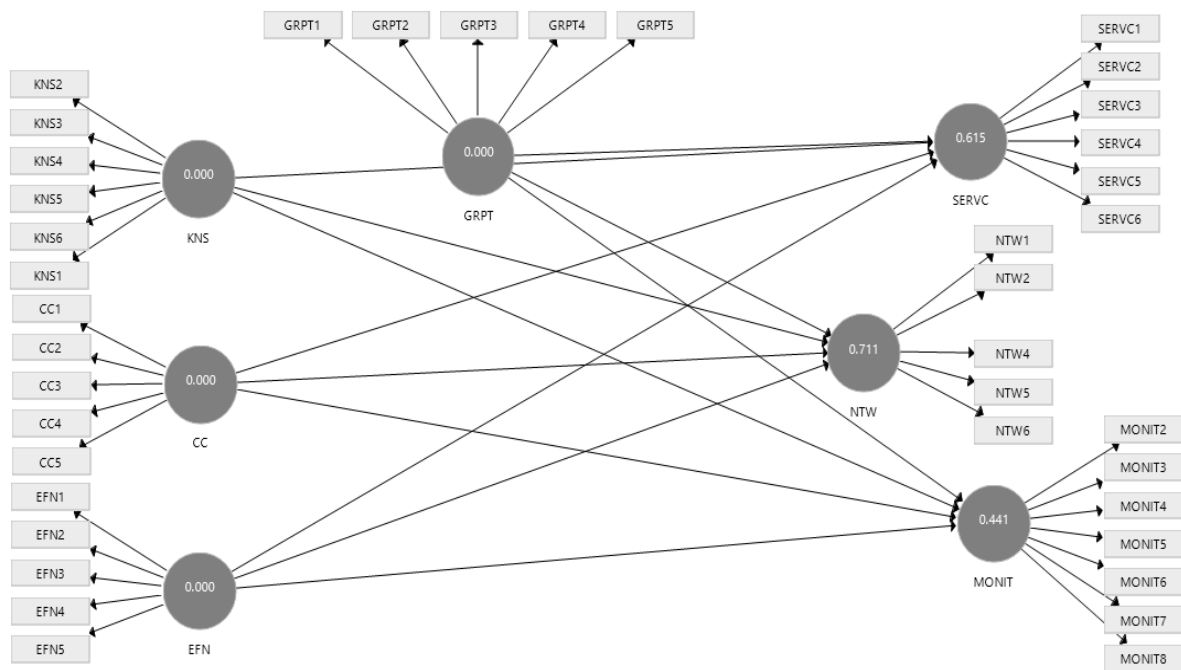 GRPT1
GRPT2
GRPT3
GRPT4
GRPT5
KNS2
KNS3
KNS4
KNS5
KNS6
KNS1
0.000
KNS
0.000
GRPT
0.615
SERVC
SERVC1
SERVC2
SERVC3
SERVC4
SERVC5
SERVC6
CC1
CC2
CC3
CC4
CC5
0.000
CC
0.711
NTW
NTW1
NTW2
NTW4
NTW5
NTW6
EFN1
EFN2
EFN3
EFN4
EFN5
0.000
EFN
0.441
MONIT
MONIT2
MONIT3
MONIT4
MONIT5
MONIT6
MONIT7
MONIT8